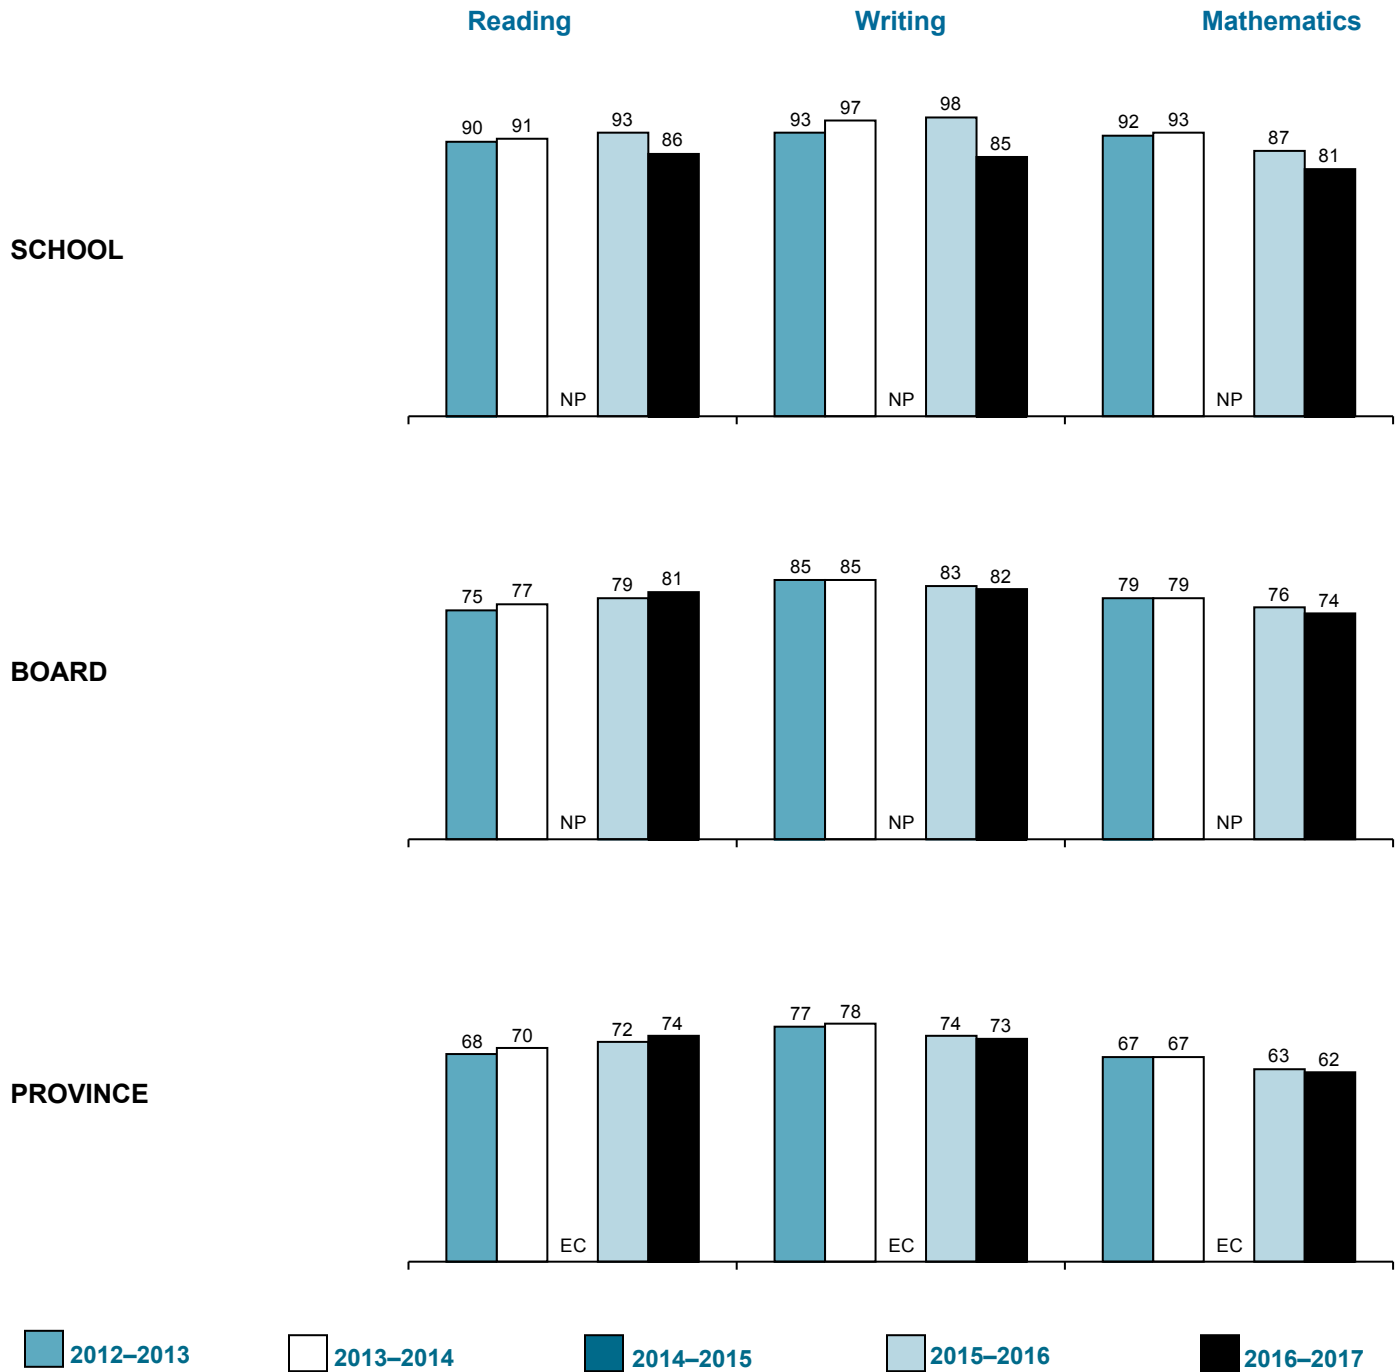 Reading Writing Mathematics
90 91 NP 93 86 93 97 NP 98 85 92 93 NP 87 81
SCHOOL
75 77 NP 79 81 85 85 NP 83 82 79 79 NP 76 74
BOARD
68 70 EC 72 74 77 78 EC 74 73 67 67 EC 63 62
PROVINCE
2012–2013 2013–2014 2014–2015 2015–2016 2016–2017